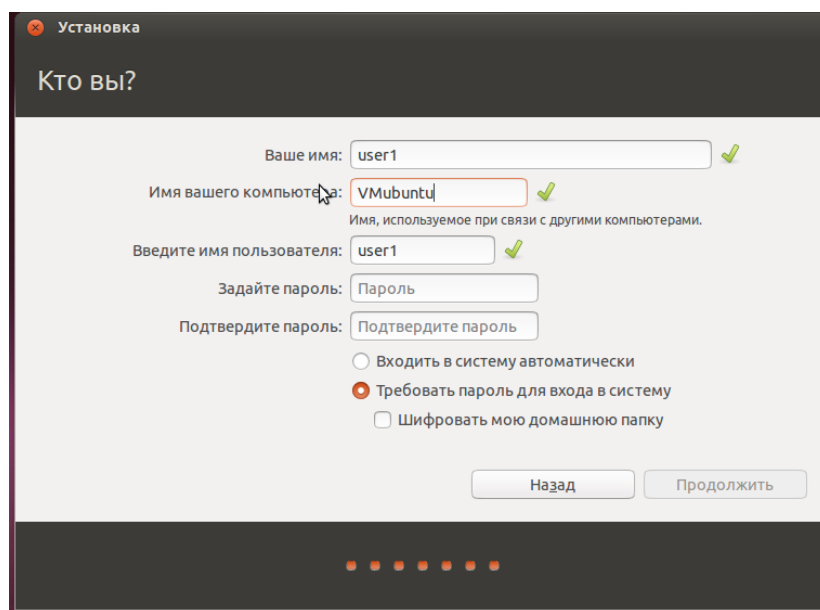 Установка
Кто вы?
Ваше имя: user1
Имя вашего компьютера: VMubuntu
Имя, используемое при связи с другими компьютерами.
Введите имя пользователя: user1
Задайте пароль: Пароль
Подтвердите пароль: Подтвердите пароль
Входить в систему автоматически
Требовать пароль для входа в систему
Шифровать мою домашнюю папку
Назад Продолжить